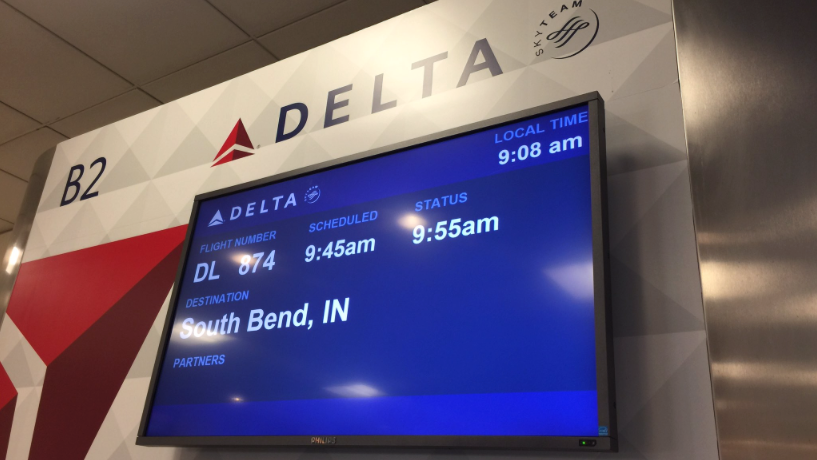 SKYTEAM
DELTA
B2
LOCAL TIME
9:08 am
DELTA
FLIGHT NUMBER SCHEDULED STATUS
DL 874 9:45am 9:55am
DESTINATION
South Bend, IN
PARTNERS
PHILIPS